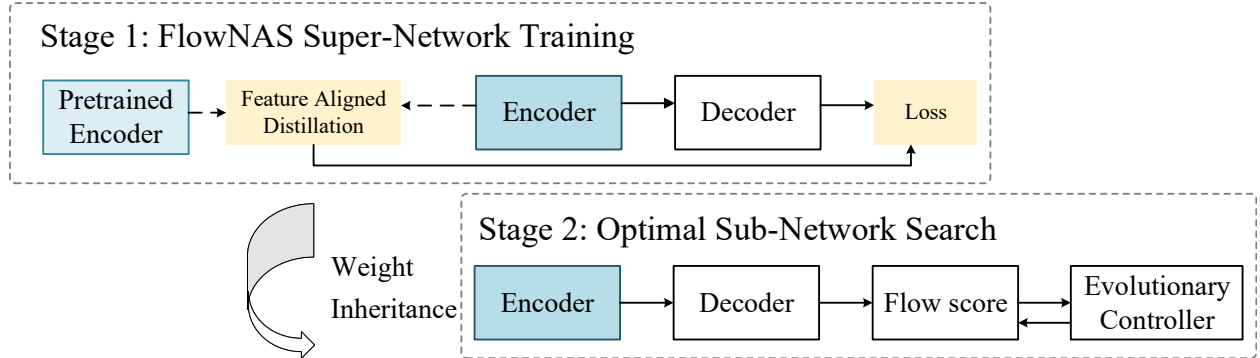 Stage 1: FlowNAS Super-Network Training
Pretrained
Encoder
Feature Aligned
Distillation
Encoder
Decoder
Loss
Weight
Inheritance
Stage 2: Optimal Sub-Network Search
Encoder
Decoder
Flow score
Evolutionary
Controller